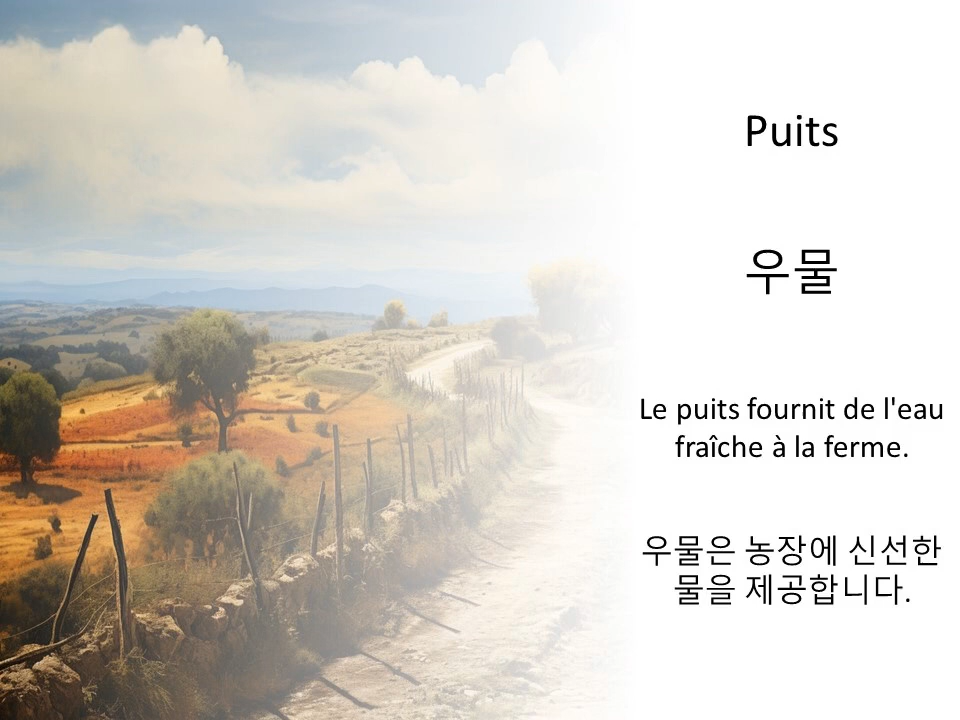 Puits
우물
Le puits fournit de l'eau
fraîche à la ferme.
우물은 농장에 신선한
물을 제공합니다.